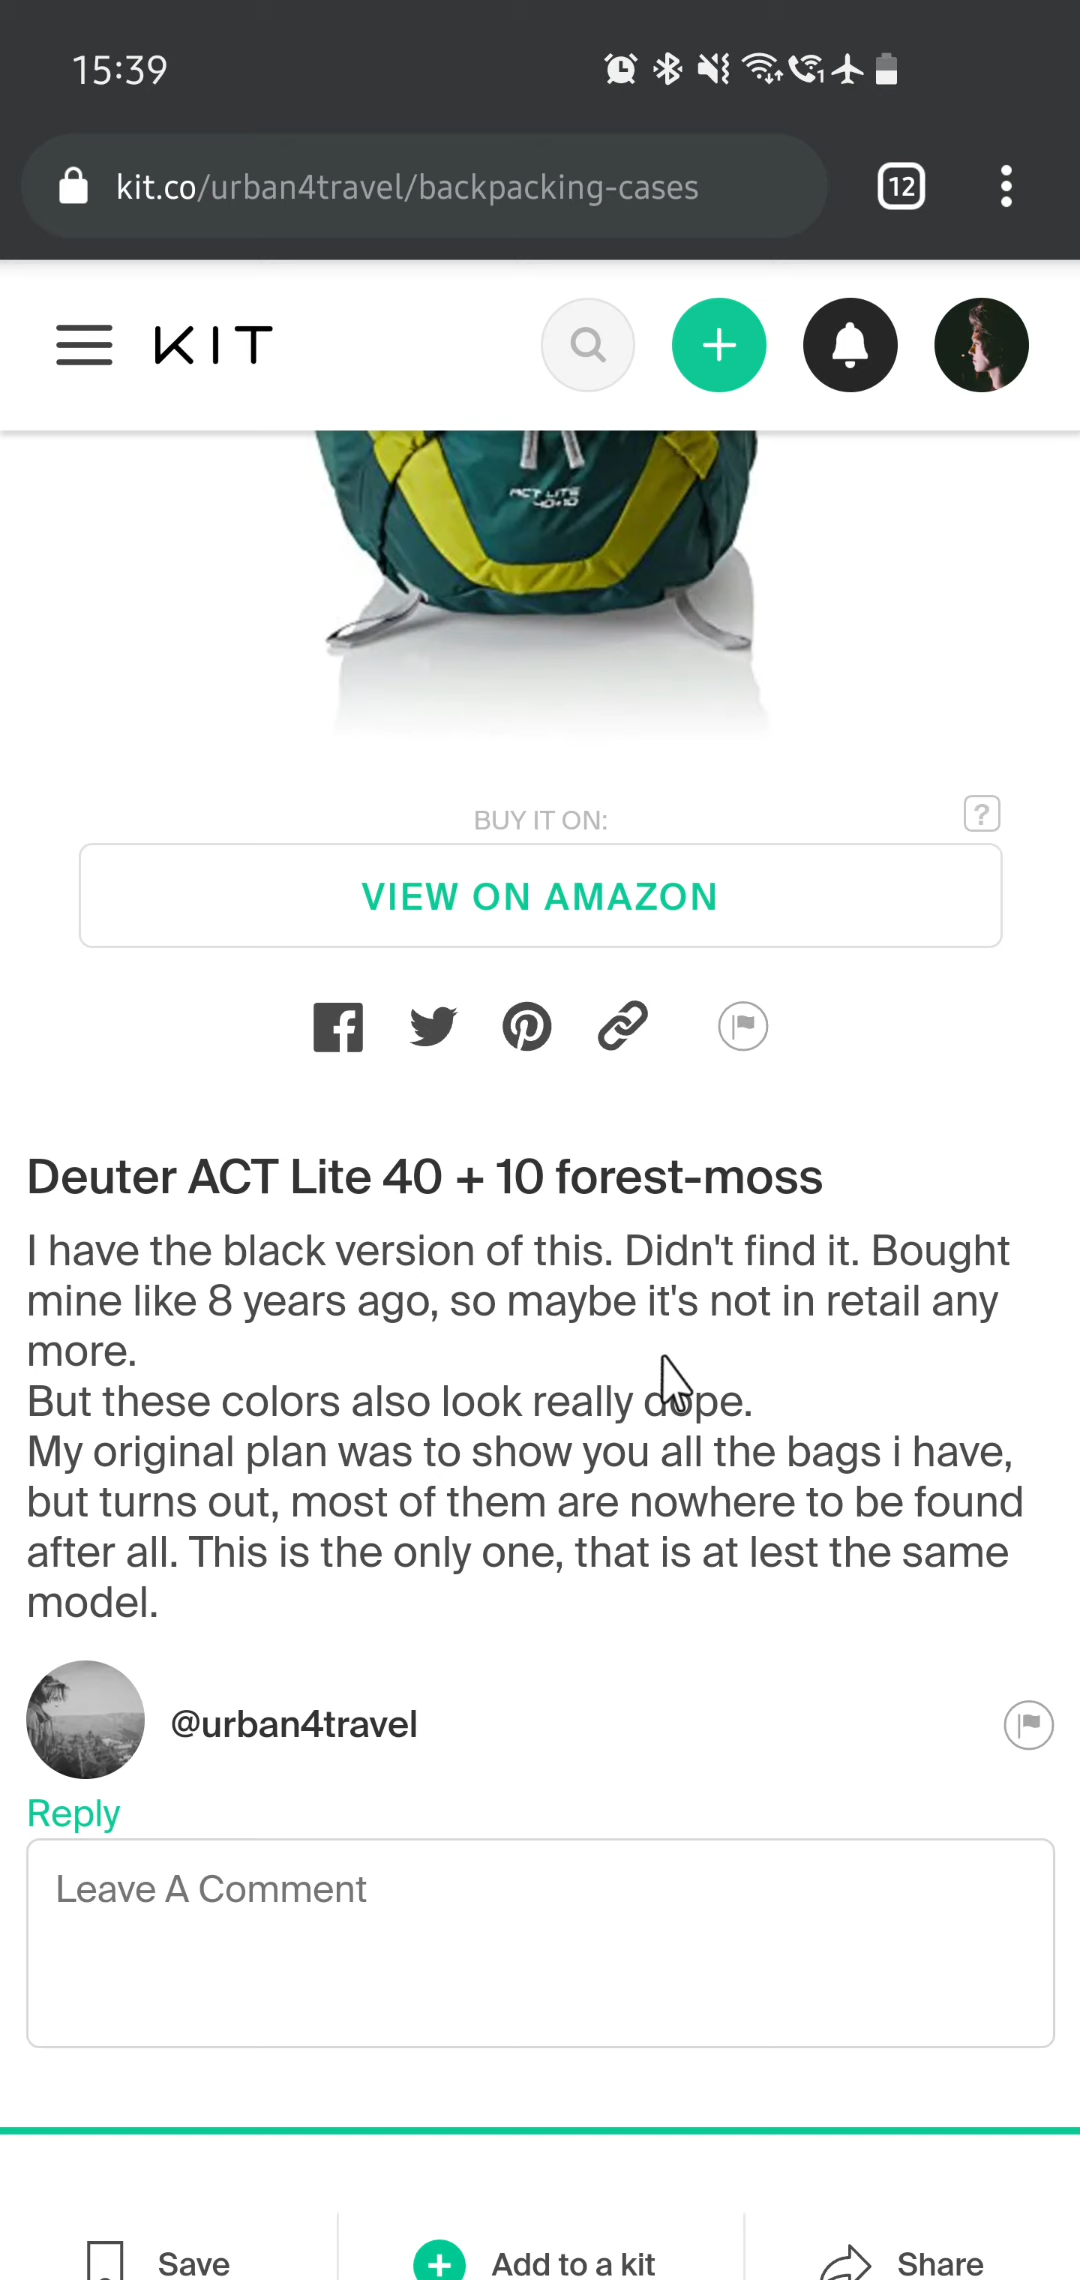 15:39
kit.co/urban4travel/backpacking-cases
12
KIT
ACT LITE
40+10
BUY IT ON:
?
VIEW ON AMAZON
Deuter ACT Lite 40 + 10 forest-moss
I have the black version of this. Didn't find it. Bought
mine like 8 years ago, so maybe it's not in retail any
more.
But these colors also look really dope.
My original plan was to show you all the bags i have,
but turns out, most of them are nowhere to be found
after all. This is the only one, that is at lest the same
model.
@urban4travel
Reply
Leave A Comment
Save
Add to a kit
Share